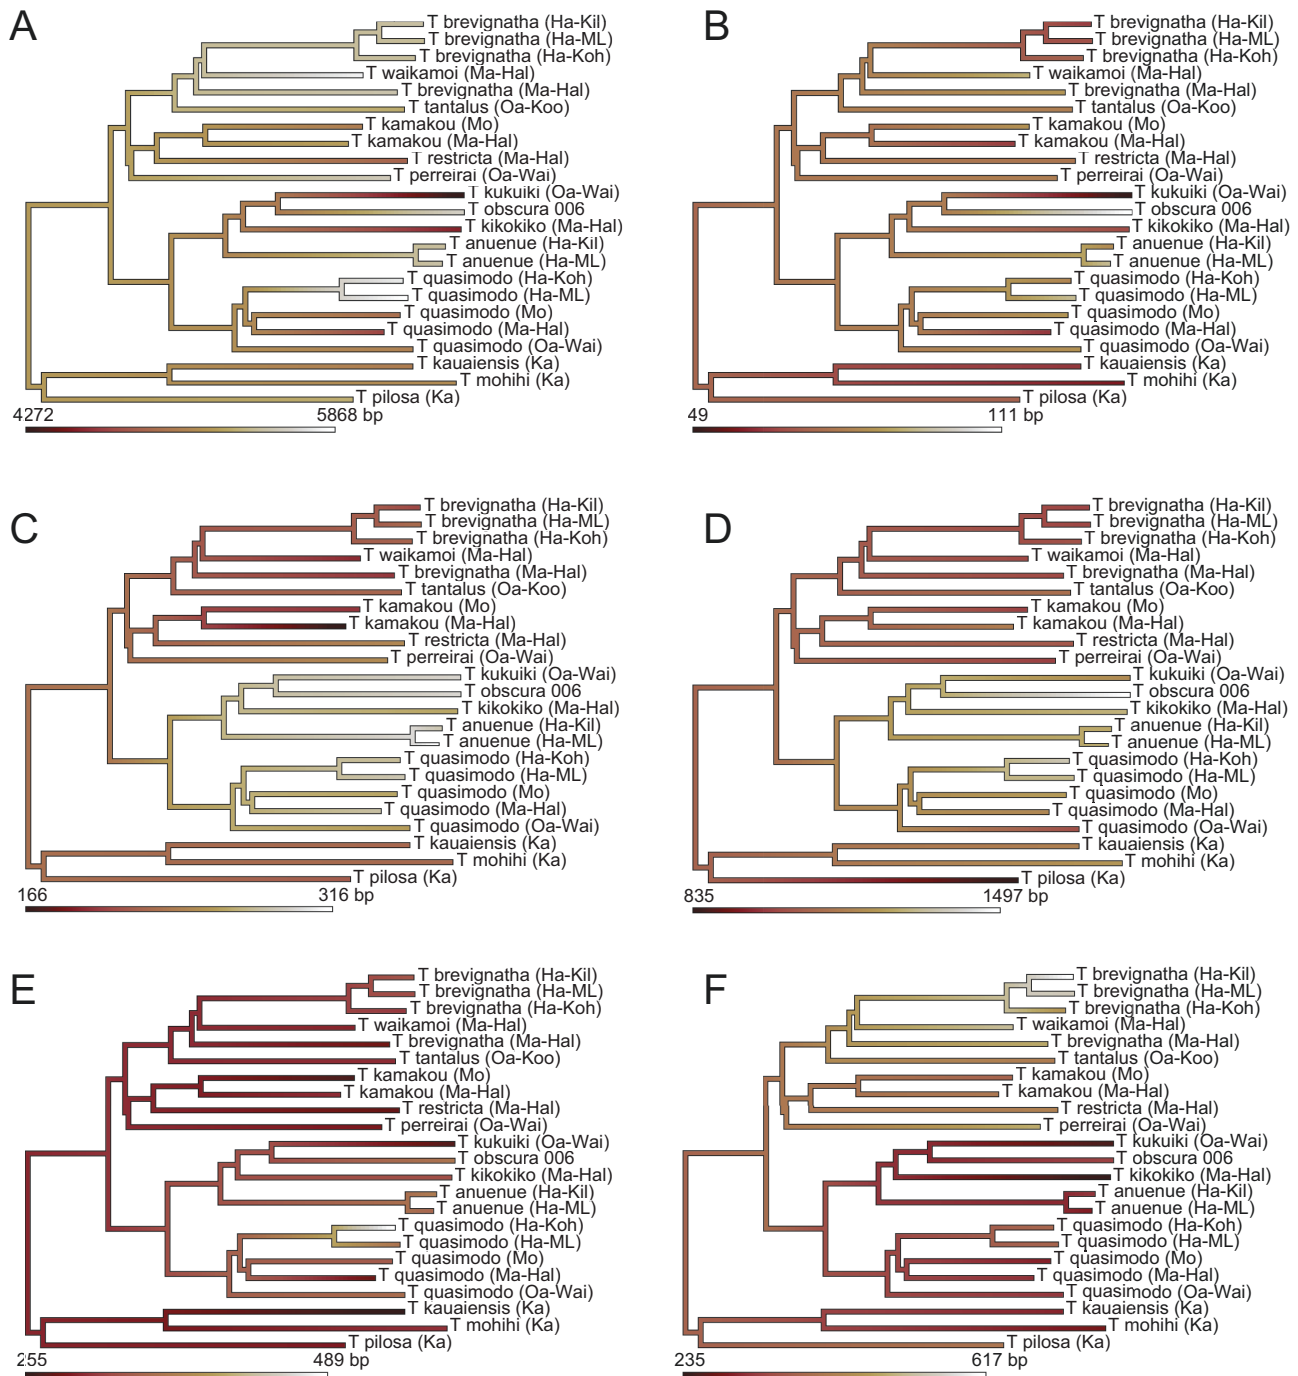 A
T brevignatha (Ha-Kil)
T brevignatha (Ha-ML)
T brevignatha (Ha-Koh)
T waikamoi (Ma-Hal)
T brevignatha (Ma-Hal)
T tantalus (Oa-Koo)
T kamakou (Mo)
T kamakou (Ma-Hal)
T restricta (Ma-Hal)
T perreirai (Oa-Wai)
T kukuiki (Oa-Wai)
T obscura 006
T kikokiko (Ma-Hal)
T anuenue (Ha-Kil)
T anuenue (Ha-ML)
T quasimodo (Ha-Koh)
T quasimodo (Ha-ML)
T quasimodo (Mo)
T quasimodo (Ma-Hal)
T quasimodo (Oa-Wai)
T kauaiensis (Ka)
T mohihi (Ka)
T pilosa (Ka)
4272 5868 bp
B
T brevignatha (Ha-Kil)
T brevignatha (Ha-ML)
T brevignatha (Ha-Koh)
T waikamoi (Ma-Hal)
T brevignatha (Ma-Hal)
T tantalus (Oa-Koo)
T kamakou (Mo)
T kamakou (Ma-Hal)
T restricta (Ma-Hal)
T perreirai (Oa-Wai)
T kukuiki (Oa-Wai)
T obscura 006
T kikokiko (Ma-Hal)
T anuenue (Ha-Kil)
T anuenue (Ha-ML)
T quasimodo (Ha-Koh)
T quasimodo (Ha-ML)
T quasimodo (Mo)
T quasimodo (Ma-Hal)
T quasimodo (Oa-Wai)
T kauaiensis (Ka)
T mohihi (Ka)
T pilosa (Ka)
49 111 bp
C
T brevignatha (Ha-Kil)
T brevignatha (Ha-ML)
T brevignatha (Ha-Koh)
T waikamoi (Ma-Hal)
T brevignatha (Ma-Hal)
T tantalus (Oa-Koo)
T kamakou (Mo)
T kamakou (Ma-Hal)
T restricta (Ma-Hal)
T perreirai (Oa-Wai)
T kukuiki (Oa-Wai)
T obscura 006
T kikokiko (Ma-Hal)
T anuenue (Ha-Kil)
T anuenue (Ha-ML)
T quasimodo (Ha-Koh)
T quasimodo (Ha-ML)
T quasimodo (Mo)
T quasimodo (Ma-Hal)
T quasimodo (Oa-Wai)
T kauaiensis (Ka)
T mohihi (Ka)
T pilosa (Ka)
166 316 bp
D
T brevignatha (Ha-Kil)
T brevignatha (Ha-ML)
T brevignatha (Ha-Koh)
T waikamoi (Ma-Hal)
T brevignatha (Ma-Hal)
T tantalus (Oa-Koo)
T kamakou (Mo)
T kamakou (Ma-Hal)
T restricta (Ma-Hal)
T perreirai (Oa-Wai)
T kukuiki (Oa-Wai)
T obscura 006
T kikokiko (Ma-Hal)
T anuenue (Ha-Kil)
T anuenue (Ha-ML)
T quasimodo (Ha-Koh)
T quasimodo (Ha-ML)
T quasimodo (Mo)
T quasimodo (Ma-Hal)
T quasimodo (Oa-Wai)
T kauaiensis (Ka)
T mohihi (Ka)
T pilosa (Ka)
835 1497 bp
E
T brevignatha (Ha-Kil)
T brevignatha (Ha-ML)
T brevignatha (Ha-Koh)
T waikamoi (Ma-Hal)
T brevignatha (Ma-Hal)
T tantalus (Oa-Koo)
T kamakou (Mo)
T kamakou (Ma-Hal)
T restricta (Ma-Hal)
T perreirai (Oa-Wai)
T kukuiki (Oa-Wai)
T obscura 006
T kikokiko (Ma-Hal)
T anuenue (Ha-Kil)
T anuenue (Ha-ML)
T quasimodo (Ha-Koh)
T quasimodo (Ha-ML)
T quasimodo (Mo)
T quasimodo (Ma-Hal)
T quasimodo (Oa-Wai)
T kauaiensis (Ka)
T mohihi (Ka)
T pilosa (Ka)
255 489 bp
F
T brevignatha (Ha-Kil)
T brevignatha (Ha-ML)
T brevignatha (Ha-Koh)
T waikamoi (Ma-Hal)
T brevignatha (Ma-Hal)
T tantalus (Oa-Koo)
T kamakou (Mo)
T kamakou (Ma-Hal)
T restricta (Ma-Hal)
T perreirai (Oa-Wai)
T kukuiki (Oa-Wai)
T obscura 006
T kikokiko (Ma-Hal)
T anuenue (Ha-Kil)
T anuenue (Ha-ML)
T quasimodo (Ha-Koh)
T quasimodo (Ha-ML)
T quasimodo (Mo)
T quasimodo (Ma-Hal)
T quasimodo (Oa-Wai)
T kauaiensis (Ka)
T mohihi (Ka)
T pilosa (Ka)
235 617 bp